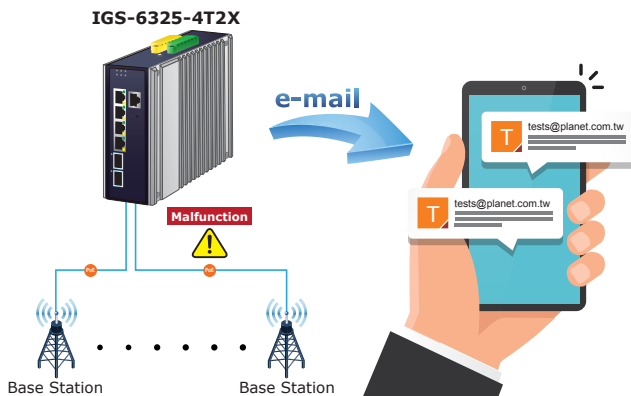 IGS-6325-4T2X
e-mail
T
tests@planet.com.tw
T
tests@planet.com.tw
Malfunction
PoE
PoE
Base Station
Base Station